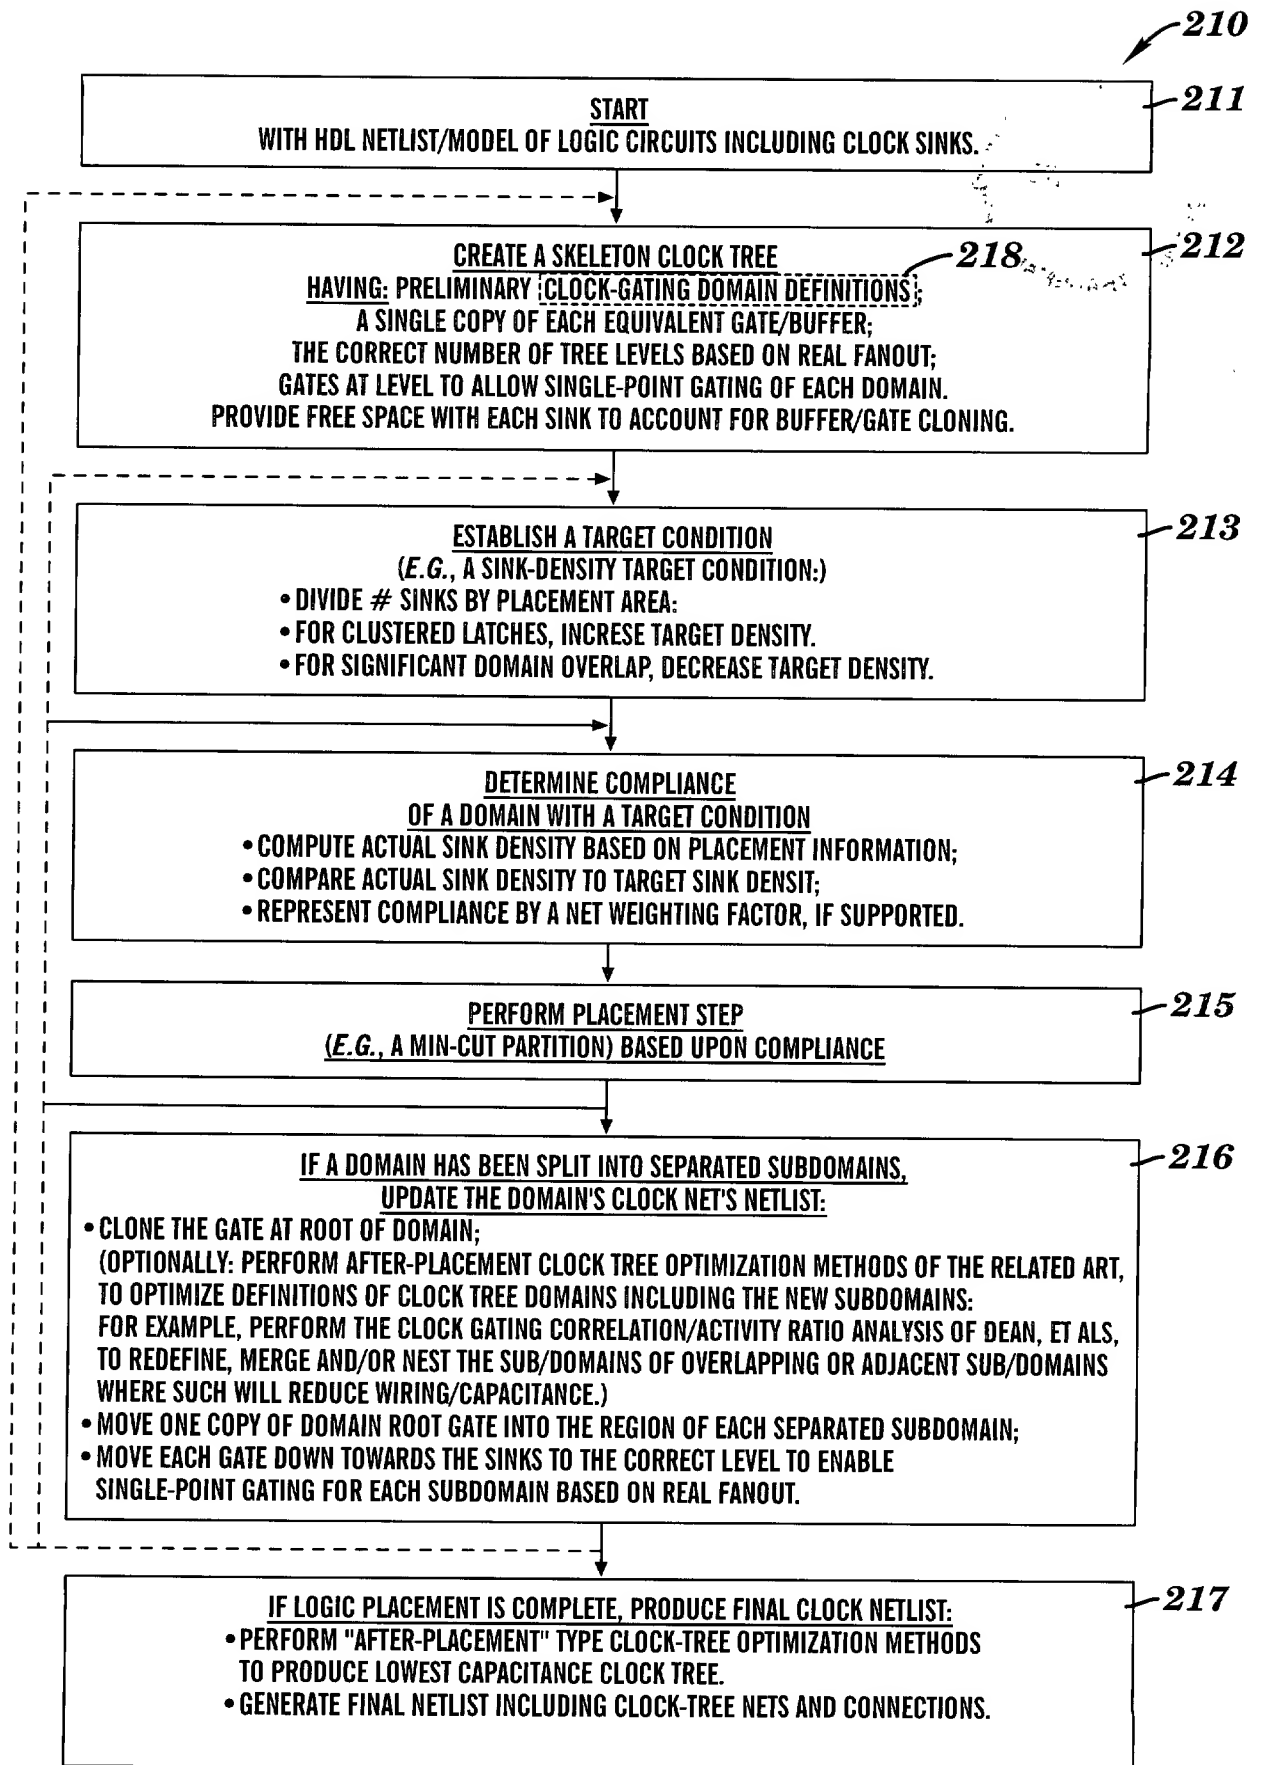 210
211
START
WITH HDL NETLIST/MODEL OF LOGIC CIRCUITS INCLUDING CLOCK SINKS.
212
CREATE A SKELETON CLOCK TREE
218
HAVING: PRELIMINARY CLOCK-GATING DOMAIN DEFINITIONS;
A SINGLE COPY OF EACH EQUIVALENT GATE/BUFFER;
THE CORRECT NUMBER OF TREE LEVELS BASED ON REAL FANOUT;
GATES AT LEVEL TO ALLOW SINGLE-POINT GATING OF EACH DOMAIN.
PROVIDE FREE SPACE WITH EACH SINK TO ACCOUNT FOR BUFFER/GATE CLONING.
213
ESTABLISH A TARGET CONDITION
(E.G., A SINK-DENSITY TARGET CONDITION:)
• DIVIDE # SINKS BY PLACEMENT AREA:
• FOR CLUSTERED LATCHES, INCRESE TARGET DENSITY.
• FOR SIGNIFICANT DOMAIN OVERLAP, DECREASE TARGET DENSITY.
214
DETERMINE COMPLIANCE
OF A DOMAIN WITH A TARGET CONDITION
• COMPUTE ACTUAL SINK DENSITY BASED ON PLACEMENT INFORMATION;
• COMPARE ACTUAL SINK DENSITY TO TARGET SINK DENSIT;
• REPRESENT COMPLIANCE BY A NET WEIGHTING FACTOR, IF SUPPORTED.
215
PERFORM PLACEMENT STEP
(E.G., A MIN-CUT PARTITION) BASED UPON COMPLIANCE
216
IF A DOMAIN HAS BEEN SPLIT INTO SEPARATED SUBDOMAINS,
UPDATE THE DOMAIN'S CLOCK NET'S NETLIST:
• CLONE THE GATE AT ROOT OF DOMAIN;
(OPTIONALLY: PERFORM AFTER-PLACEMENT CLOCK TREE OPTIMIZATION METHODS OF THE RELATED ART,
TO OPTIMIZE DEFINITIONS OF CLOCK TREE DOMAINS INCLUDING THE NEW SUBDOMAINS:
FOR EXAMPLE, PERFORM THE CLOCK GATING CORRELATION/ACTIVITY RATIO ANALYSIS OF DEAN, ET ALS,
TO REDEFINE, MERGE AND/OR NEST THE SUB/DOMAINS OF OVERLAPPING OR ADJACENT SUB/DOMAINS
WHERE SUCH WILL REDUCE WIRING/CAPACITANCE.)
• MOVE ONE COPY OF DOMAIN ROOT GATE INTO THE REGION OF EACH SEPARATED SUBDOMAIN;
• MOVE EACH GATE DOWN TOWARDS THE SINKS TO THE CORRECT LEVEL TO ENABLE
SINGLE-POINT GATING FOR EACH SUBDOMAIN BASED ON REAL FANOUT.
217
IF LOGIC PLACEMENT IS COMPLETE, PRODUCE FINAL CLOCK NETLIST:
• PERFORM "AFTER-PLACEMENT" TYPE CLOCK-TREE OPTIMIZATION METHODS
TO PRODUCE LOWEST CAPACITANCE CLOCK TREE.
• GENERATE FINAL NETLIST INCLUDING CLOCK-TREE NETS AND CONNECTIONS.